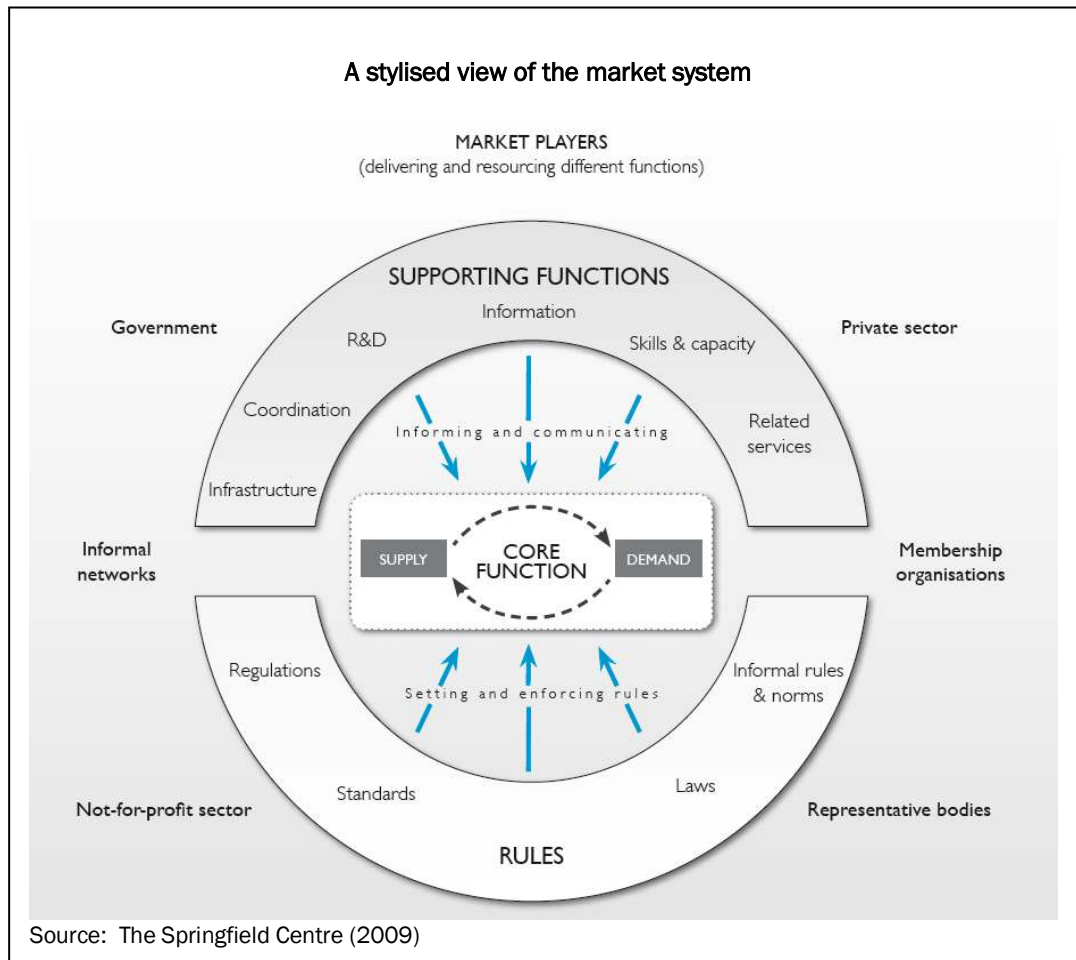 A stylised view of the market system
MARKET PLAYERS
(delivering and resourcing different functions)
SUPPORTING FUNCTIONS
Information
R&D
Skills & capacity
Government
Private sector
Coordination
Related
services
Informing and communicating
Infrastructure
Informal
networks
SUPPLY
CORE
FUNCTION
DEMAND
Membership
organisations
Regulations
Informal rules
& norms
Setting and enforcing rules
Standards
Laws
Not-for-profit sector
Representative bodies
RULES
Source: The Springfield Centre (2009)